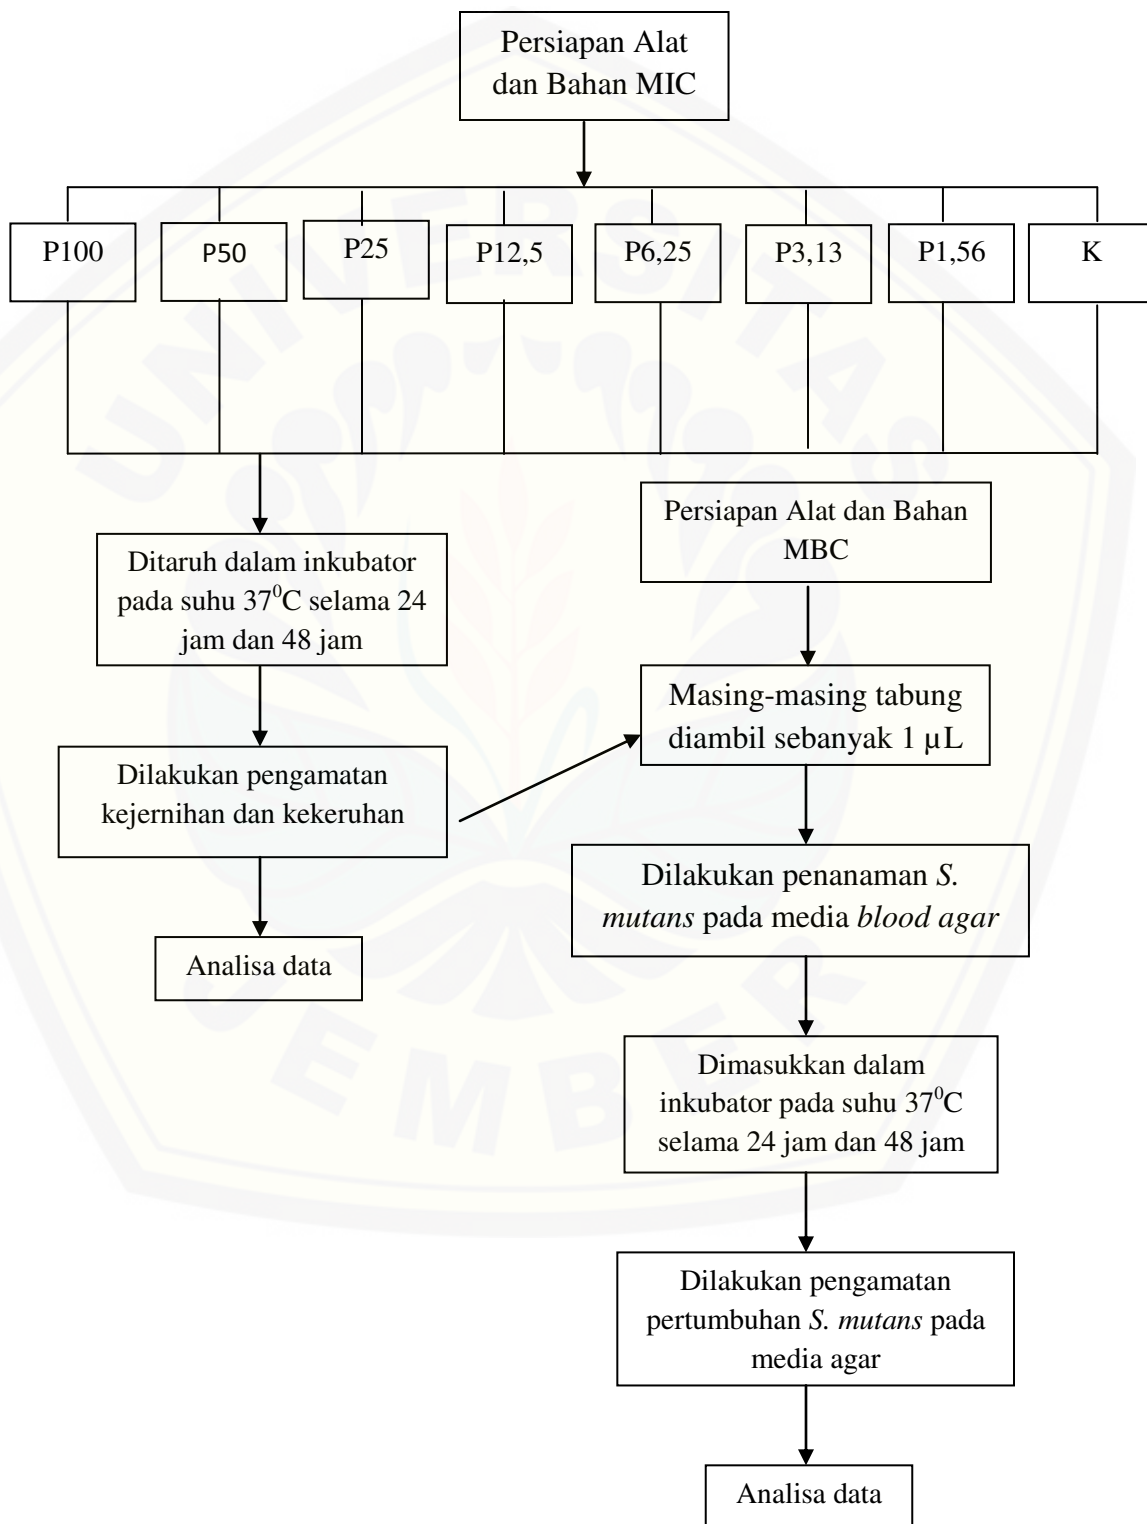 Persiapan Alat
dan Bahan MIC
P100
P50
P25
P12,5
P6,25
P3,13
P1,56
K
Ditaruh dalam inkubator
pada suhu 37⁰C selama 24
jam dan 48 jam
Dilakukan pengamatan
kejernihan dan kekeruhan
Analisa data
Persiapan Alat dan Bahan
MBC
Masing-masing tabung
diambil sebanyak 1 µL
Dilakukan penanaman S.
mutans pada media blood agar
Dimasukkan dalam
inkubator pada suhu 37⁰C
selama 24 jam dan 48 jam
Dilakukan pengamatan
pertumbuhan S. mutans pada
media agar
Analisa data
UNIVERSITAS
JEMBER